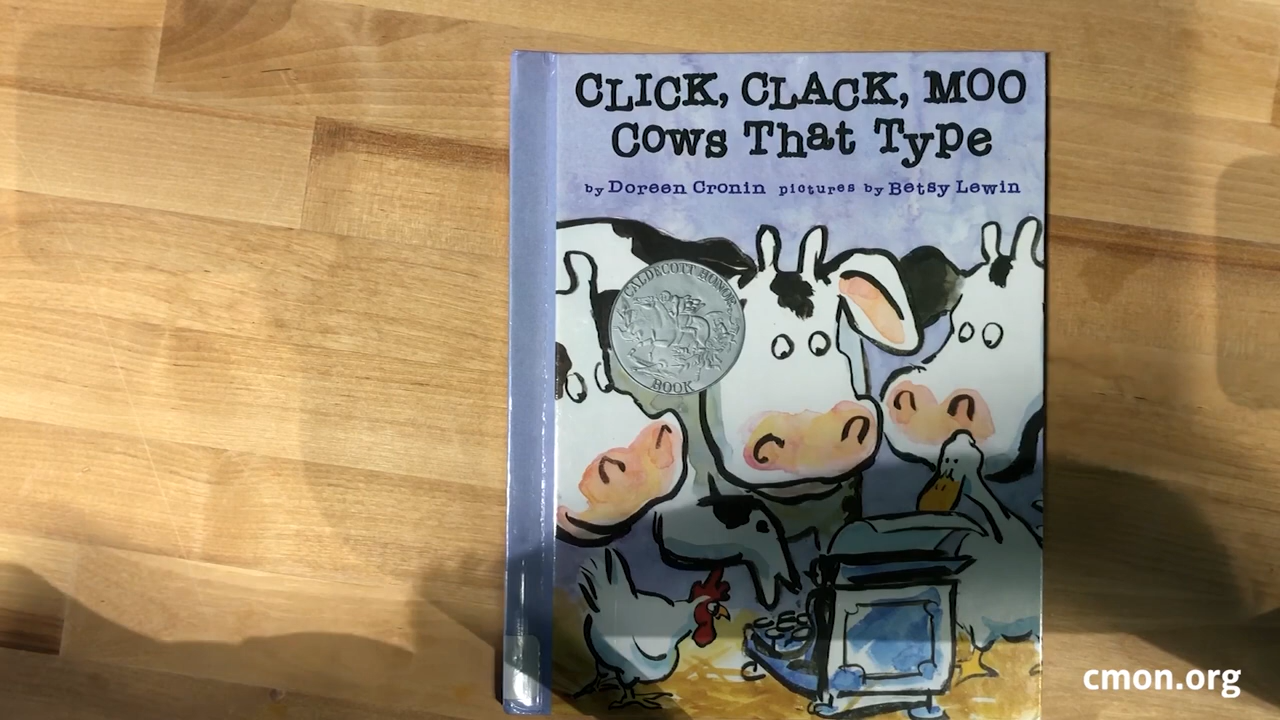 CLICK, CLACK, MOO
Cows That Type
by Doreen Cronin pictures by Betsy Lewin
CALDECOTT HONOR
BOOK
cmon.org